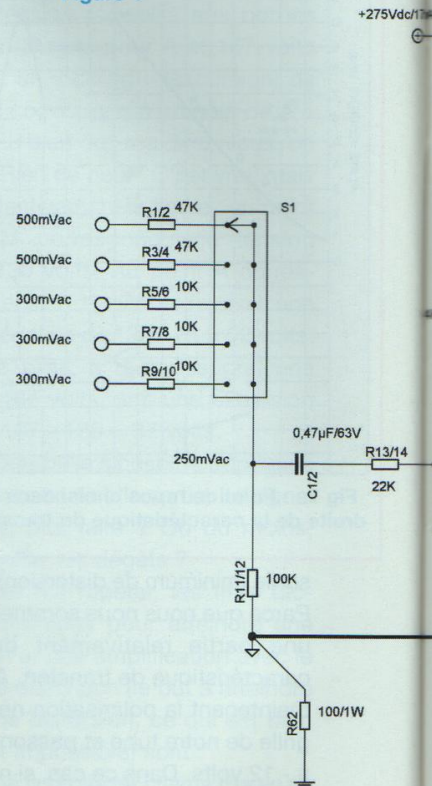 +275Vdc/
S1
500mVac R1/2 47K
500mVac R3/4 47K
300mVac R5/6 10K
300mVac R7/8 10K
300mVac R9/10 10K
250mVac
0,47µF/63V
C1/2
R13/14
22K
R11/12 100K
R62 100/1W